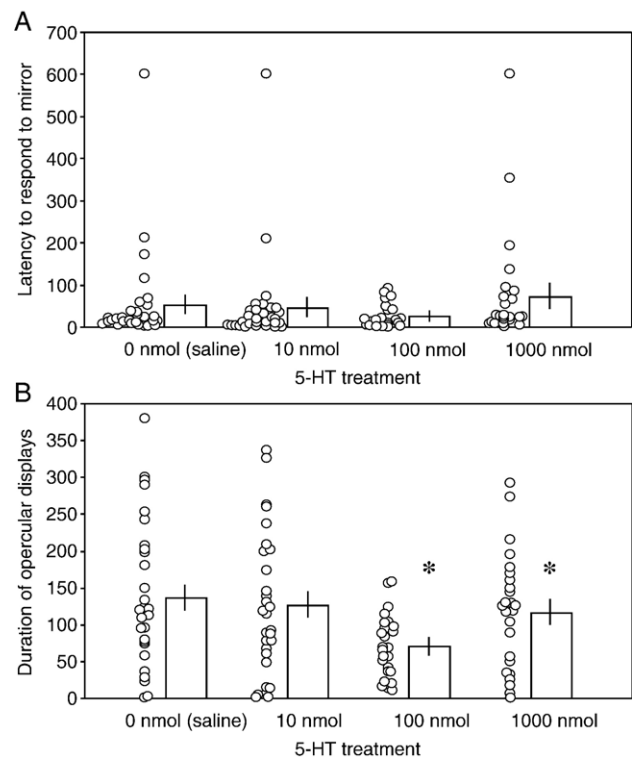 A
700
600
500
400
300
200
100
0
Latency to respond to mirror
0 nmol (saline) 10 nmol 100 nmol 1000 nmol
5-HT treatment
B
400
350
300
250
200
150
100
50
0
Duration of opercular displays
* *
0 nmol (saline) 10 nmol 100 nmol 1000 nmol
5-HT treatment